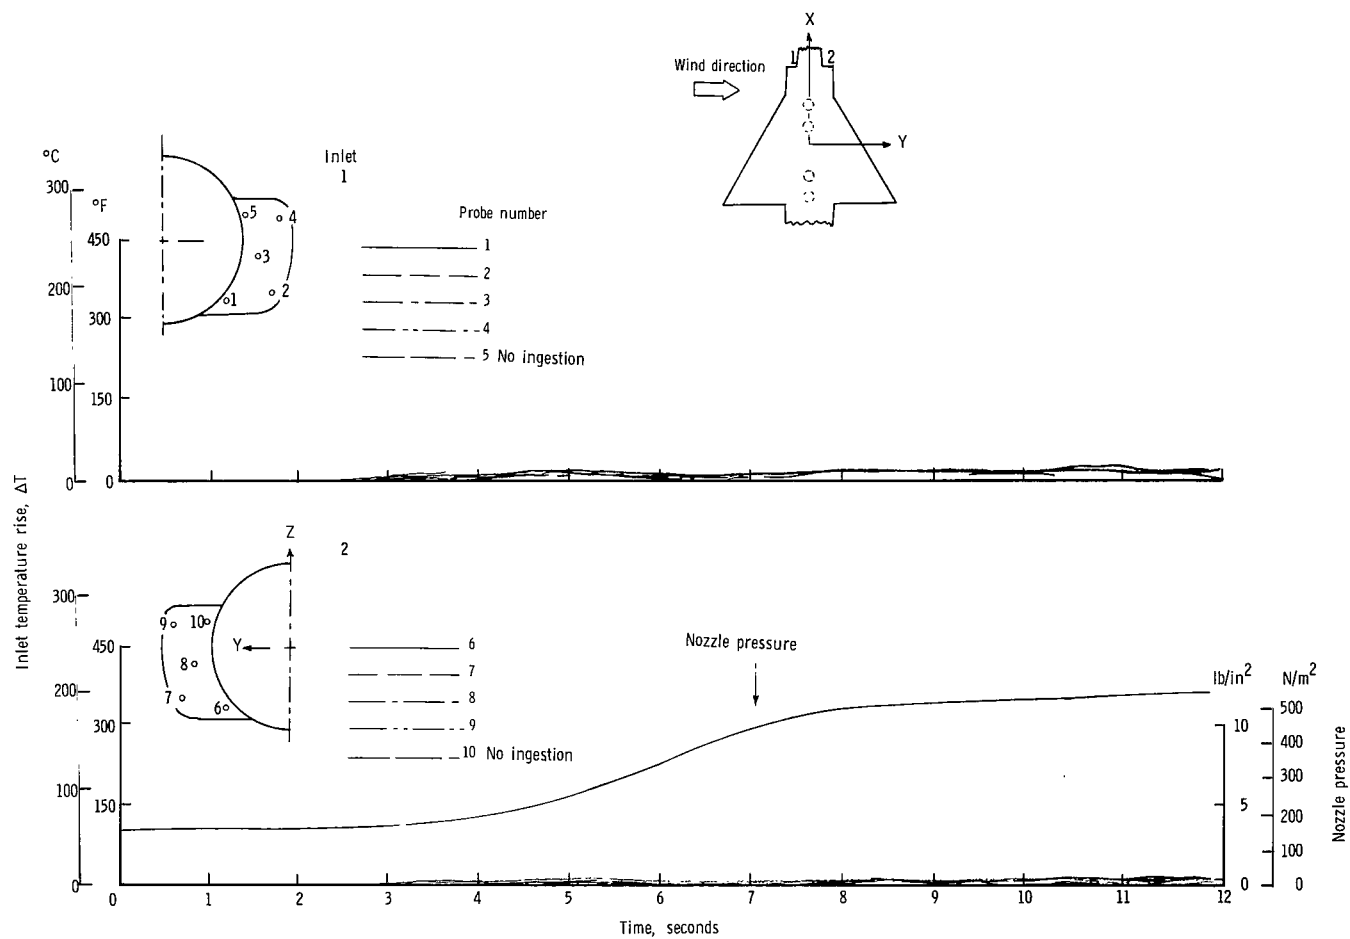 X
1 2
Wind direction
Y
°C
Inlet
1
300
°F
Probe number
5
4
450
1
3
2
200
1
2
3
300
4
5 No ingestion
100
150
0
0
Inlet temperature rise, ΔT
Z
2
300
9
10
450
Y
6
Nozzle pressure
8
7
lb/in2
N/m2
200
7
6
8
500
300
9
10
400
10 No ingestion
300
100
150
5
200
100
0
0
0
0 1 2 3 4 5 6 7 8 9 10 11 12
Nozzle pressure
Time, seconds